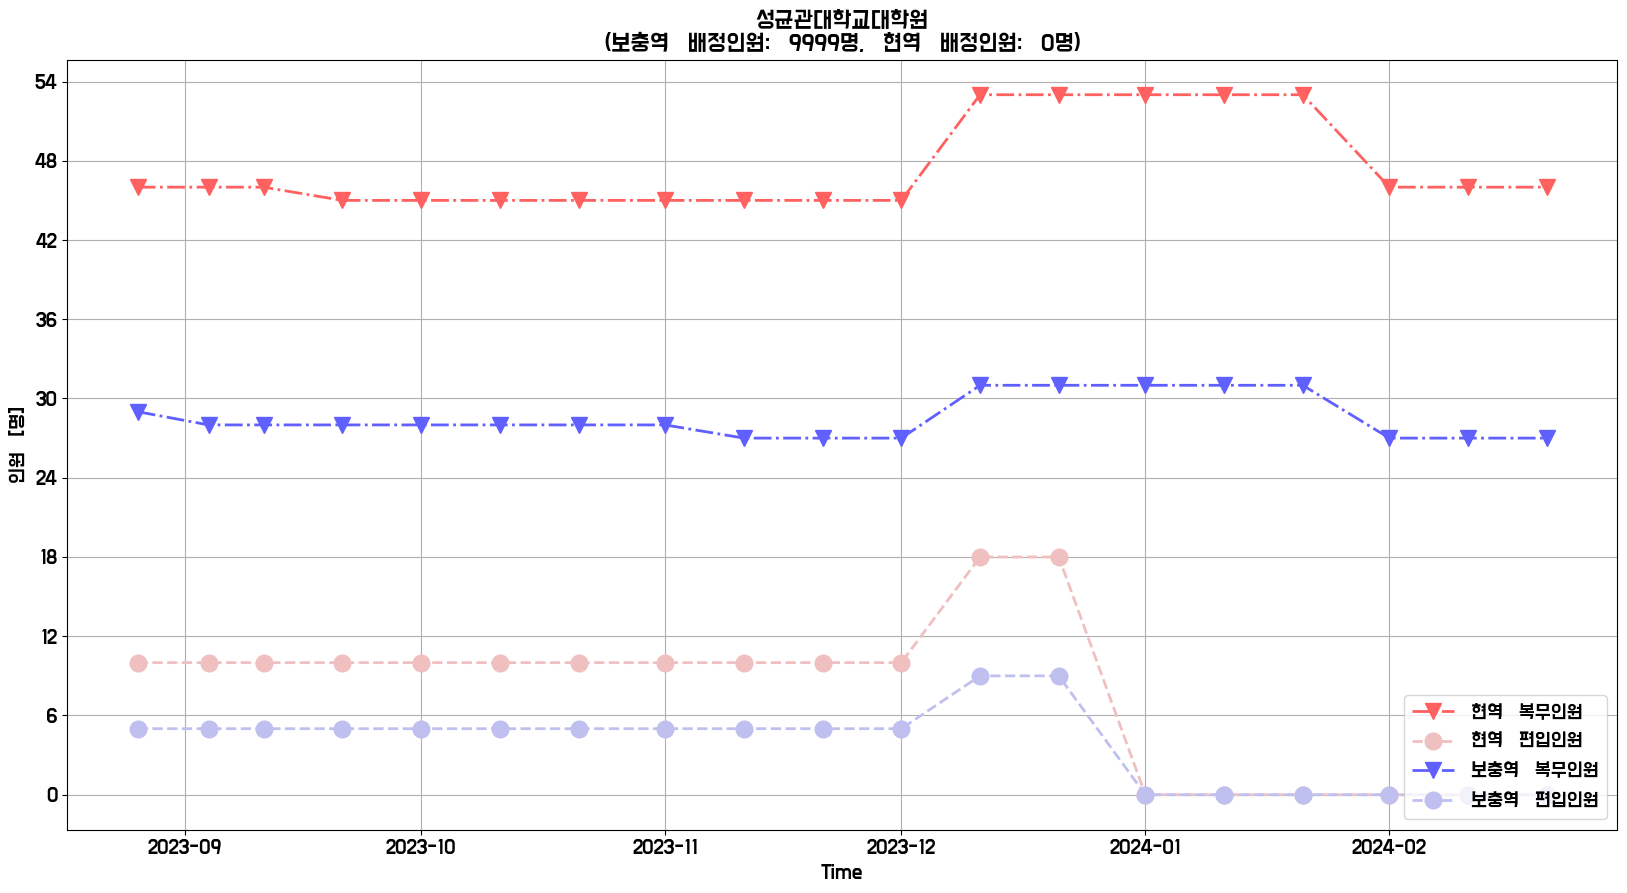 성균관대학교대학원
(보충역 배정인원: 9999명, 현역 배정인원: 0명)
인원 [명]
54
48
42
36
30
24
18
12
6
0
현역 복무인원
현역 편입인원
보충역 복무인원
보충역 편입인원
2023-09
2023-10
2023-11
2023-12
2024-01
2024-02
Time